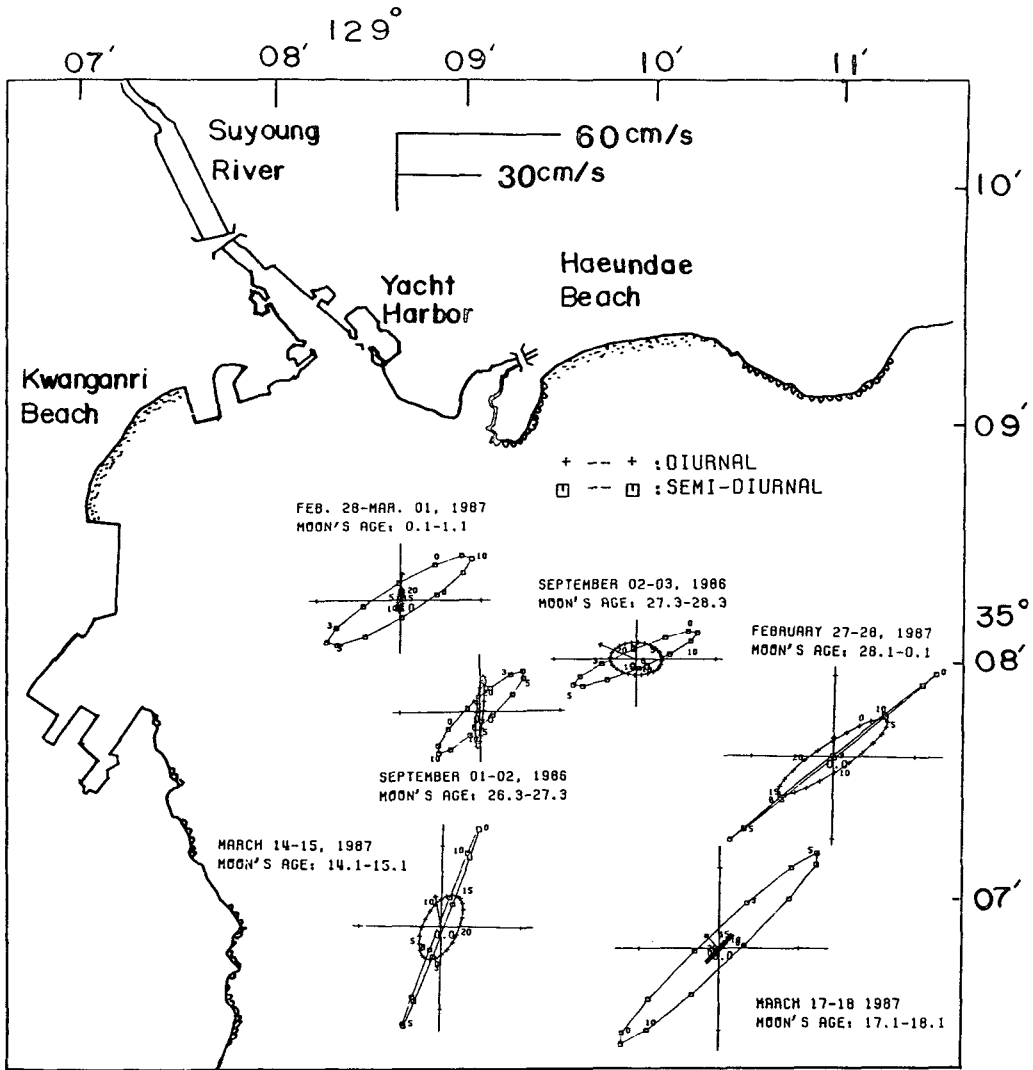 129°
07′ 08′ 09′ 10′ 11′
Suyoung
River
60cm/s
30cm/s
10′
Haeundae
Beach
Yacht
Harbor
Kwanganri
Beach
09′
+ -- + :DIURNAL
□ -- □ :SEMI-DIURNAL
FEB. 28-MAR. 01, 1987
MOON'S AGE: 0.1-1.1
SEPTEMBER 02-03, 1986
MOON'S AGE: 27.3-28.3
35°
08′
FEBRUARY 27-28, 1987
MOON'S AGE: 28.1-0.1
SEPTEMBER 01-02, 1986
MOON'S AGE: 26.3-27.3
MARCH 14-15, 1987
MOON'S AGE: 14.1-15.1
07′
MARCH 17-18 1987
MOON'S AGE: 17.1-18.1